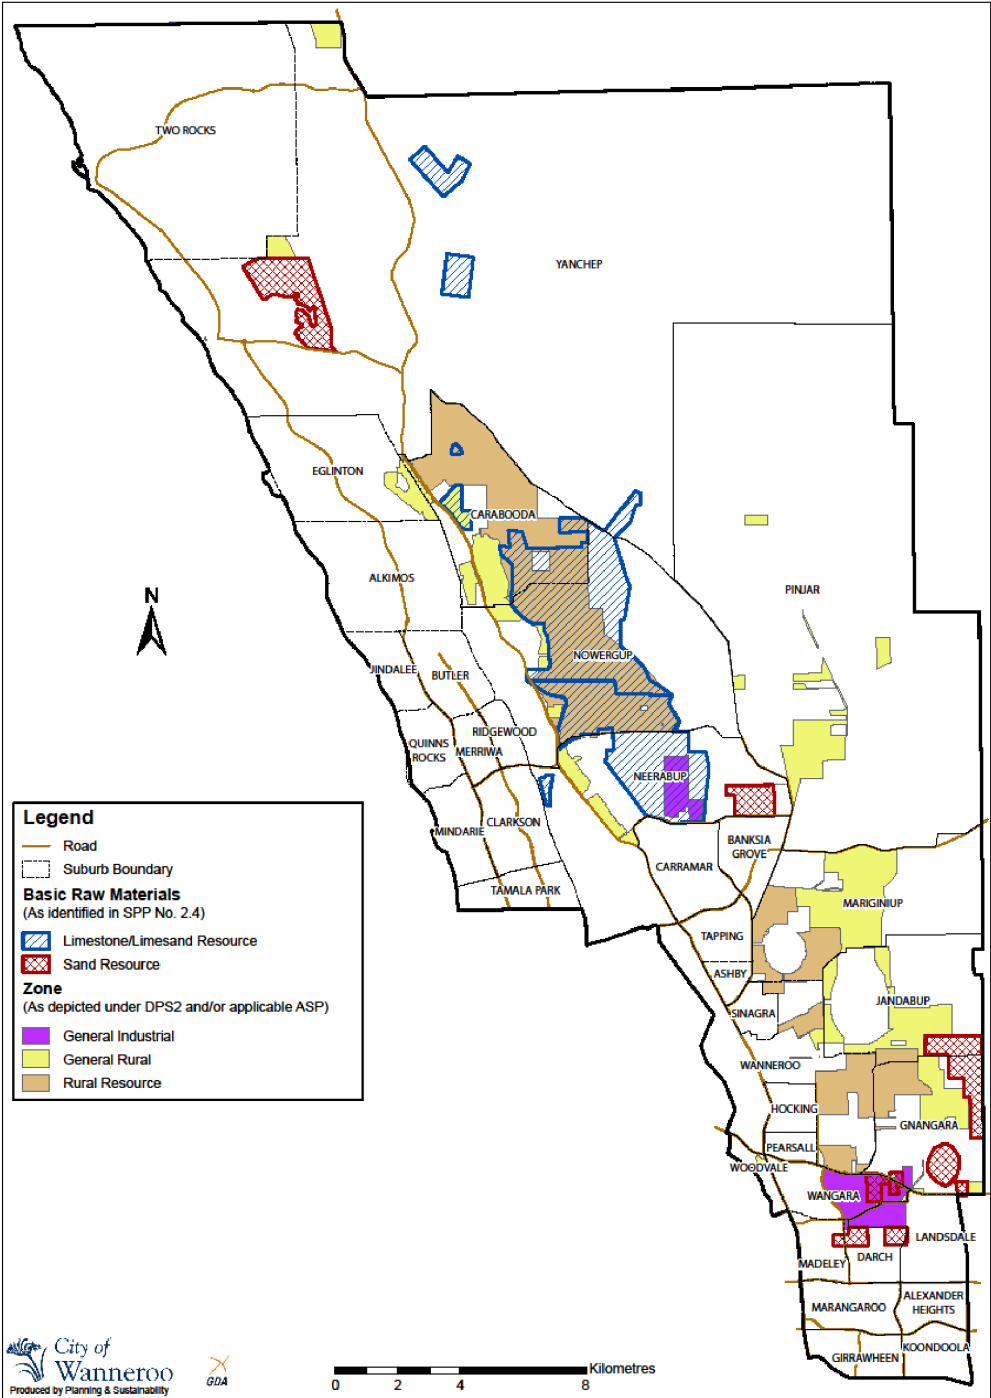 TWO ROCKS
YANCHEP
EGLINTON
CARABOODA
ALKIMOS
PINJAR
N
NOWERGUP
JINDALEE
BUTLER
RIDGEWOOD
QUINNS
ROCKS
MERRIWA
NEERABUP
CLARKSON
MINDARIE
BANKSIA
GROVE
CARRAMAR
TAMALA PARK
MARIGINIUP
TAPPING
ASHBY
JANDABUP
SINAGRA
WANNEROO
HOCKING
GNANGARA
PEARSALL
WOODVALE
WANGARA
LANDSDALE
DARCH
MADELEY
MARANGAROO
ALEXANDER
HEIGHTS
KOONDOOLA
GIRRAWHEEN
Legend
Road
Suburb Boundary
Basic Raw Materials
(As identified in SPP No. 2.4)
Limestone/Limesand Resource
Sand Resource
Zone
(As depicted under DPS2 and/or applicable ASP)
General Industrial
General Rural
Rural Resource
City of
Wanneroo
Produced by Planning & Sustainability
GDA
Kilometres
0 2 4 8